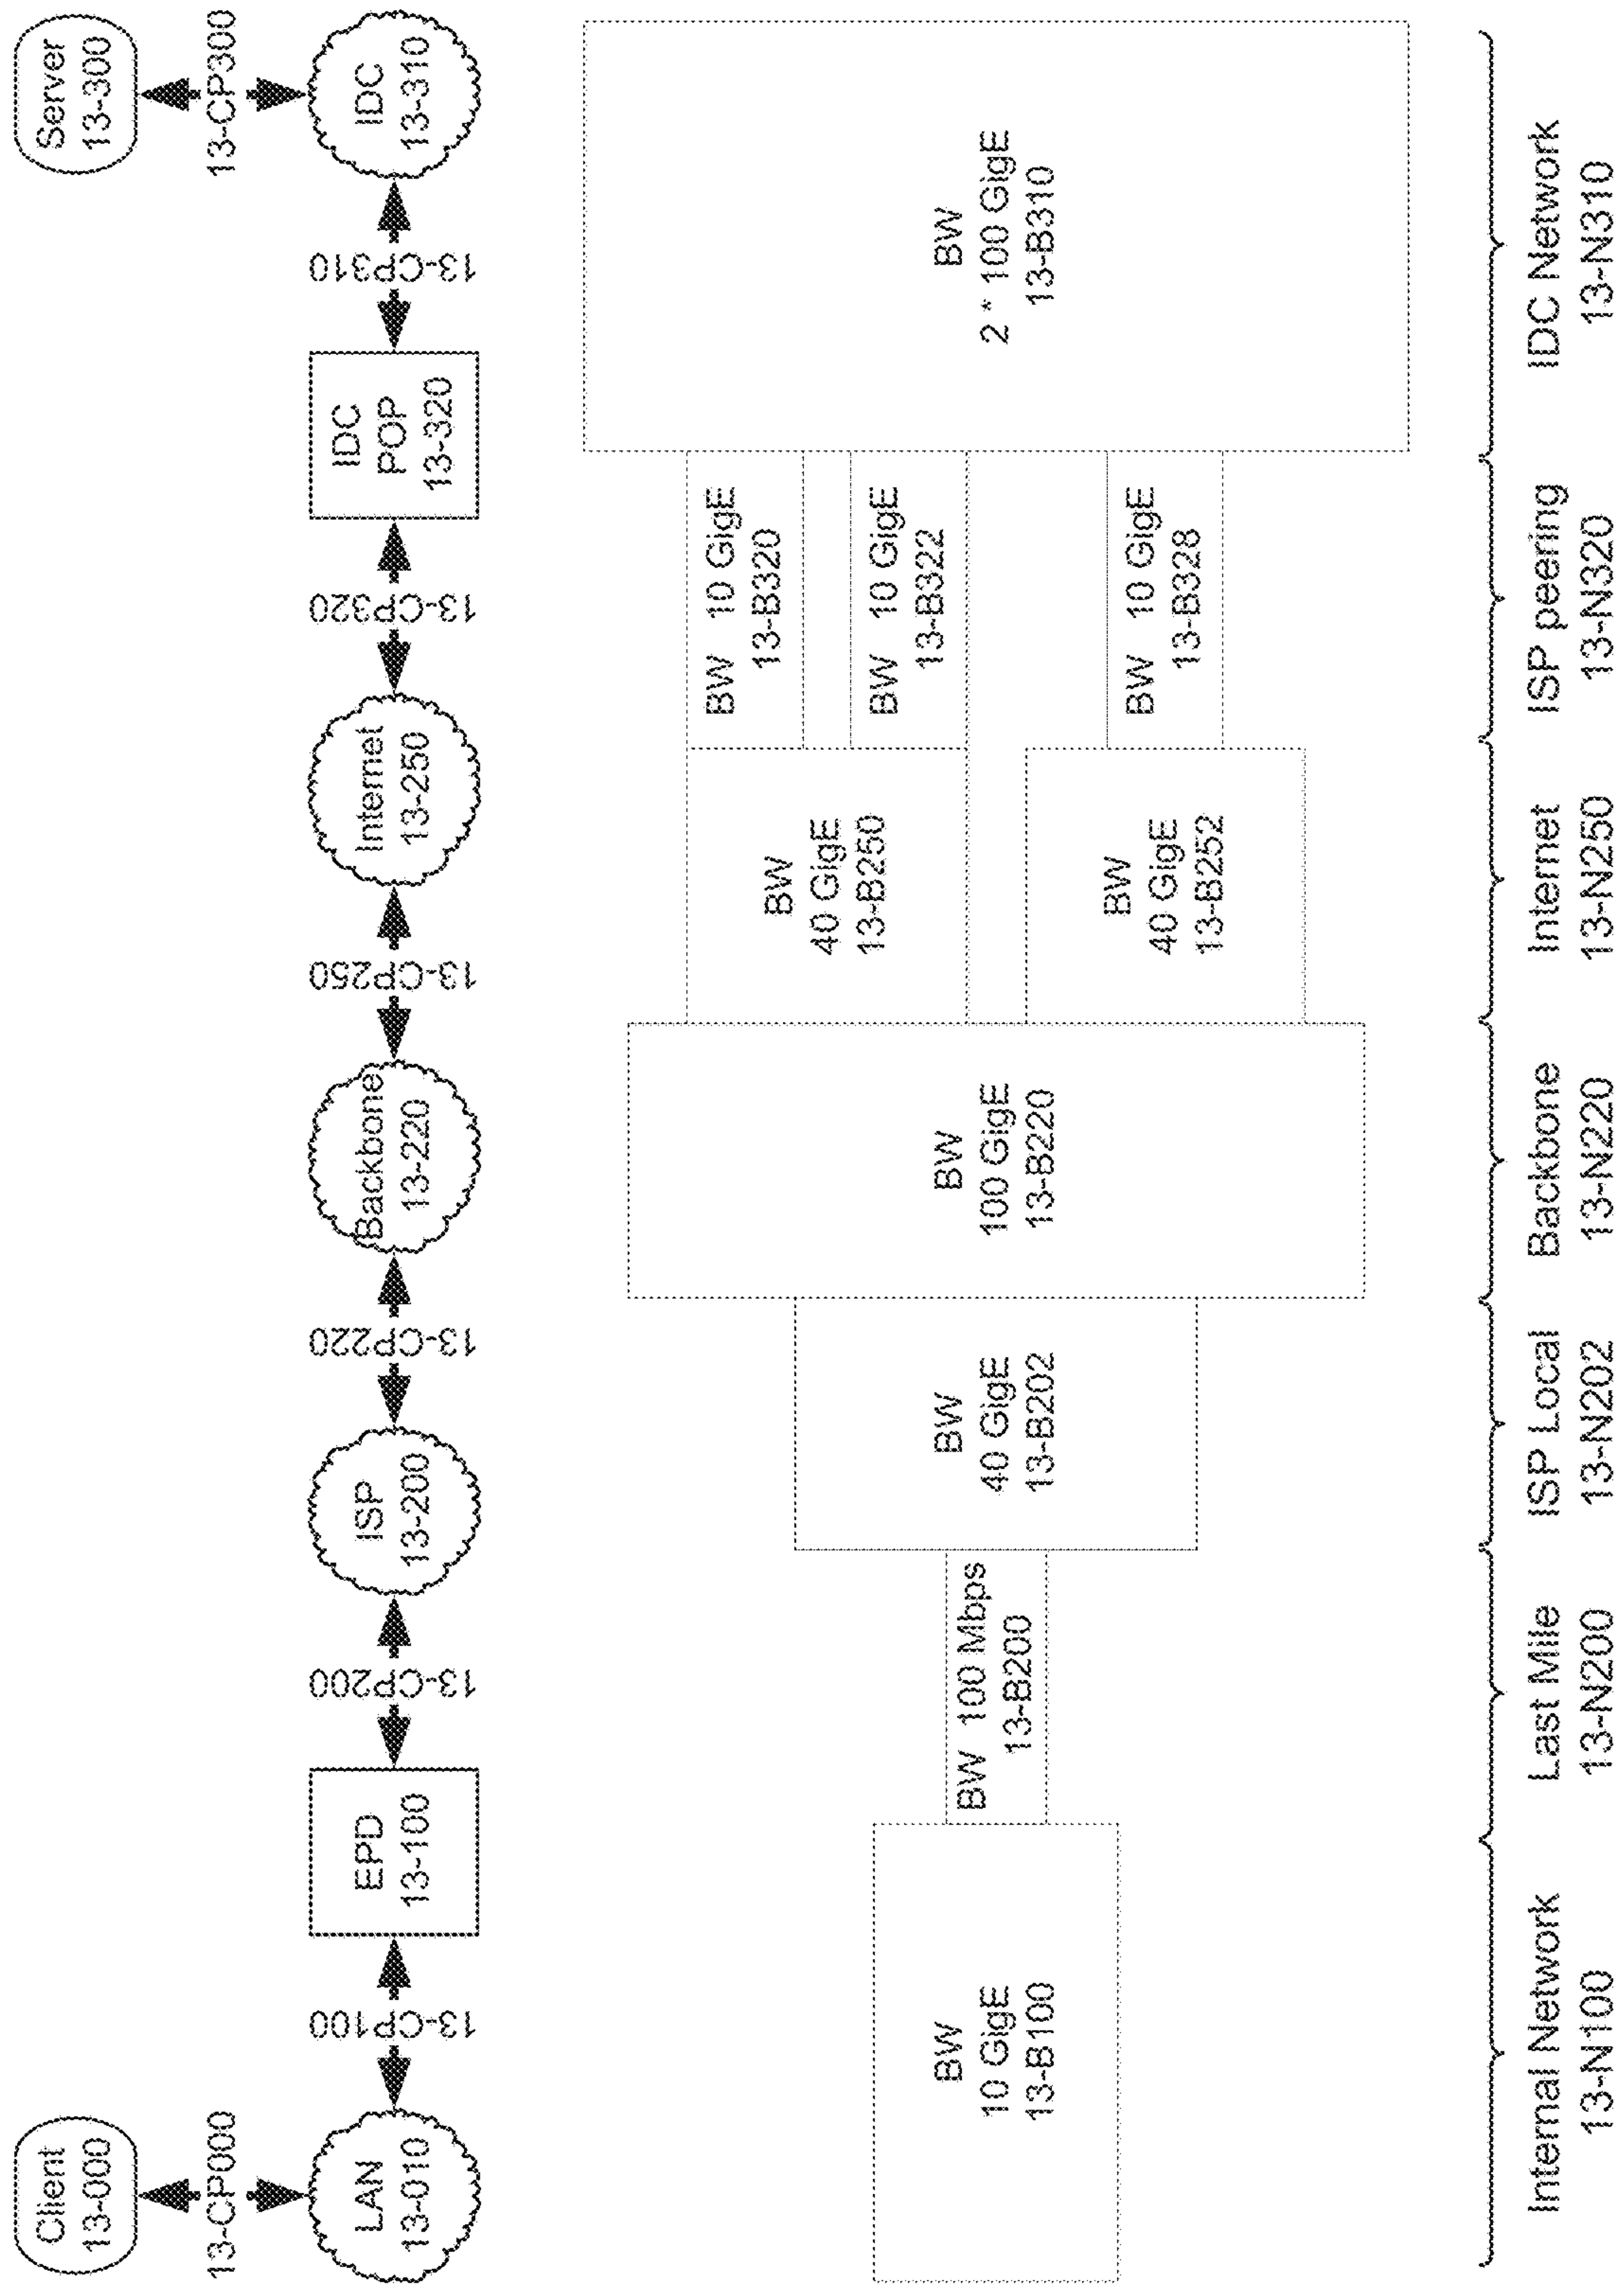 Client
13-000
Server
13-300
13-CP000
13-CP300
LAN
13-010
13-CP100
EPD
13-100
13-CP200
ISP
13-200
13-CP220
Backbone
13-220
13-CP250
Internet
13-250
13-CP320
IDC
POP
13-320
13-CP310
IDC
13-310
BW
10 GigE
13-B100
BW 100 Mbps
13-B200
BW
40 GigE
13-B202
BW
100 GigE
13-B220
BW
40 GigE
13-B250
BW
40 GigE
13-B252
BW 10 GigE
13-B320
BW 10 GigE
13-B322
BW 10 GigE
13-B328
BW
2 * 100 GigE
13-B310
Internal Network
13-N100
Last Mile
13-N200
ISP Local
13-N202
Backbone
13-N220
Internet
13-N250
ISP peering
13-N320
IDC Network
13-N310